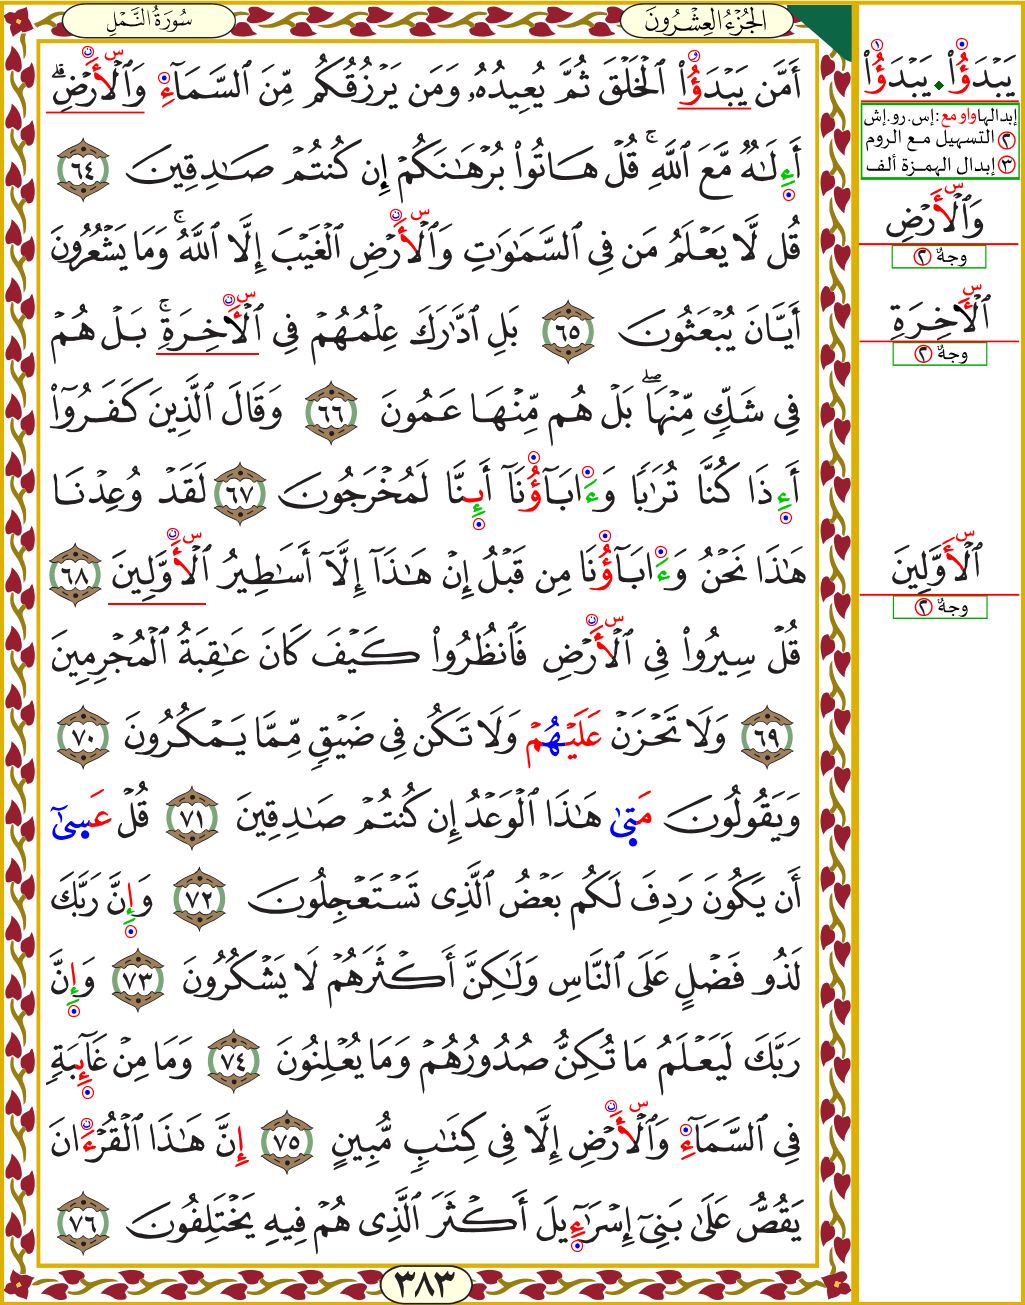 الجُزْءُ العِشْرُونَ
سُورَةُ النَّمْلِ
أَمَّن يَبْدَؤُا۟ ٱلْخَلْقَ ثُمَّ يُعِيدُهُۥ وَمَن يَرْزُقُكُم مِّنَ ٱلسَّمَآءِ وَٱلْأَرْضِ ۗ
أَءِلَٰهٌ مَّعَ ٱللَّهِ ۚ قُلْ هَاتُوا۟ بُرْهَٰنَكُمْ إِن كُنتُمْ صَٰدِقِينَ ٦٤
قُل لَّا يَعْلَمُ مَن فِى ٱلسَّمَٰوَٰتِ وَٱلْأَرْضِ ٱلْغَيْبَ إِلَّا ٱللَّهُ ۚ وَمَا يَشْعُرُونَ
أَيَّانَ يُبْعَثُونَ ٦٥ بَلِ ٱدَّٰرَكَ عِلْمُهُمْ فِى ٱلْأَخِرَةِ ۚ بَلْ هُمْ
فِى شَكٍّ مِّنْهَا ۖ بَلْ هُم مِّنْهَا عَمُونَ ٦٦ وَقَالَ ٱلَّذِينَ كَفَرُوٓا۟
أَءِذَا كُنَّا تُرَٰبًا وَءَابَآؤُنَآ أَئِنَّا لَمُخْرَجُونَ ٦٧ لَقَدْ وُعِدْنَا
هَٰذَا نَحْنُ وَءَابَآؤُنَا مِن قَبْلُ إِنْ هَٰذَآ إِلَّآ أَسَٰطِيرُ ٱلْأَوَّلِينَ ٦٨
قُلْ سِيرُوا۟ فِى ٱلْأَرْضِ فَٱنظُرُوا۟ كَيْفَ كَانَ عَٰقِبَةُ ٱلْمُجْرِمِينَ
٦٩ وَلَا تَحْزَنْ عَلَيْهُمْ وَلَا تَكُن فِى ضَيْقٍ مِّمَّا يَمْكُرُونَ ٧٠
وَيَقُولُونَ مَتَىٰ هَٰذَا ٱلْوَعْدُ إِن كُنتُمْ صَٰدِقِينَ ٧١ قُلْ عَسَىٰٓ
أَن يَكُونَ رَدِفَ لَكُم بَعْضُ ٱلَّذِى تَسْتَعْجِلُونَ ٧٢ وَإِنَّ رَبَّكَ
لَذُو فَضْلٍ عَلَى ٱلنَّاسِ وَلَٰكِنَّ أَكْثَرَهُمْ لَا يَشْكُرُونَ ٧٣ وَإِنَّ
رَبَّكَ لَيَعْلَمُ مَا تُكِنُّ صُدُورُهُمْ وَمَا يُعْلِنُونَ ٧٤ وَمَا مِنْ غَآئِبَةٍ
فِى ٱلسَّمَآءِ وَٱلْأَرْضِ إِلَّا فِى كِتَٰبٍ مُّبِينٍ ٧٥ إِنَّ هَٰذَا ٱلْقُرْءَانَ
يَقُصُّ عَلَىٰ بَنِىٓ إِسْرَٰٓءِيلَ أَكْثَرَ ٱلَّذِى هُمْ فِيهِ يَخْتَلِفُونَ ٧٦
٣٨٣
يَبْدَؤُا۟ . يَبْدَؤُا۟
إبدالها واو مع: إس.رو.إش
٢ التسهيل مع الروم
٣ إبدال الهمزة ألف
وَٱلْأَرْضِ
وجهٌ ٢
ٱلْأَخِرَةِ
وجهٌ ٢
ٱلْأَوَّلِينَ
وجهٌ ٢